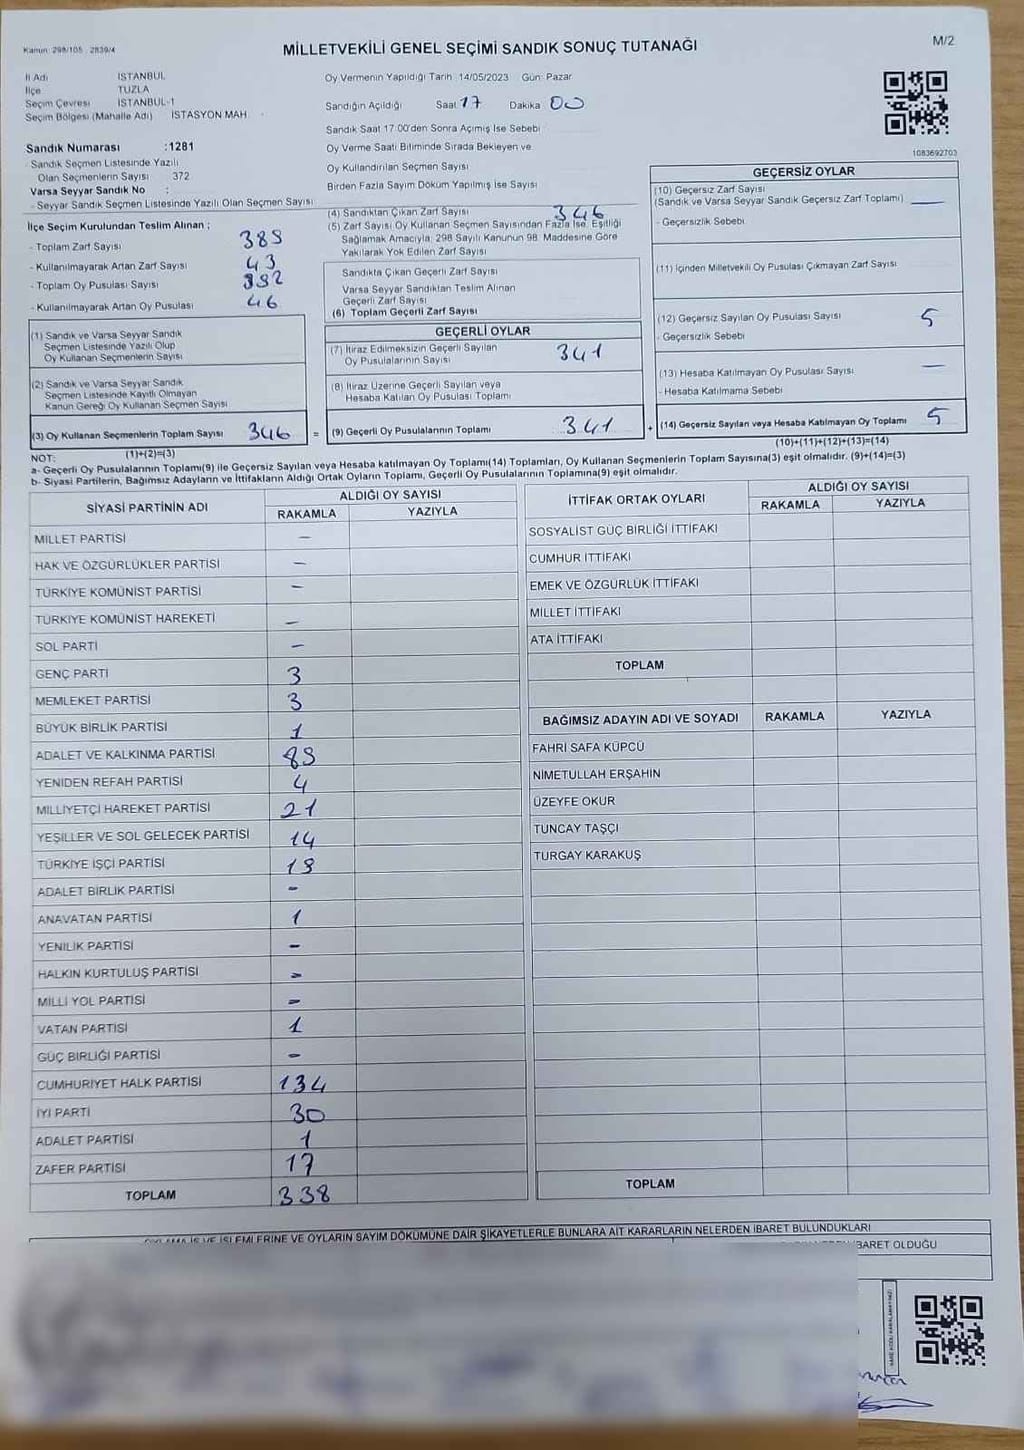 Kanun: 298/105 , 2839/4
MİLLETVEKİLİ GENEL SEÇİMİ SANDIK SONUÇ TUTANAĞI
M/2
İl Adı İSTANBUL
İlçe TUZLA
Seçim Çevresi İSTANBUL-1
Seçim Bölgesi (Mahalle Adı) İSTASYON MAH.
Sandık Numarası :1281
Sandık Seçmen Listesinde Yazılı
Olan Seçmenlerin Sayısı 372
Varsa Seyyar Sandık No :
- Seyyar Sandık Seçmen Listesinde Yazılı Olan Seçmen Sayısı
Oy Vermenin Yapıldığı Tarih: 14/05/2023 Gün: Pazar
Sandığın Açıldığı Saat 17 Dakika 00
Sandık Saat 17:00'den Sonra Açımış İse Sebebi
Oy Verme Saati Bitiminde Sırada Bekleyen ve
Oy Kullandırılan Seçmen Sayısı
Birden Fazla Sayım Döküm Yapılmış İse Sayısı
1083692703
İlçe Seçim Kurulundan Teslim Alınan ;
- Toplam Zarf Sayısı 389
- Kullanılmayarak Artan Zarf Sayısı 43
- Toplam Oy Pusulası Sayısı 392
- Kullanılmayarak Artan Oy Pusulası 46
(4) Sandıktan Çıkan Zarf Sayısı 346
(5) Zarf Sayısı Oy Kullanan Seçmen Sayısından Fazla İse, Eşitliği
Sağlamak Amacıyla: 298 Sayılı Kanunun 98. Maddesine Göre
Yakılarak Yok Edilen Zarf Sayısı
Sandıkta Çıkan Geçerli Zarf Sayısı
Varsa Seyyar Sandıktan Teslim Alınan
Geçerli Zarf Sayısı
(6) Toplam Geçerli Zarf Sayısı
GEÇERSİZ OYLAR
(10) Geçersiz Zarf Sayısı
(Sandık ve Varsa Seyyar Sandık Geçersiz Zarf Toplamı) —
- Geçersizlik Sebebi
(11) İçinden Milletvekili Oy Pusulası Çıkmayan Zarf Sayısı
(12) Geçersiz Sayılan Oy Pusulası Sayısı 5
- Geçersizlik Sebebi
(13) Hesaba Katılmayan Oy Pusulası Sayısı —
- Hesaba Katılmama Sebebi
(14) Geçersiz Sayılan veya Hesaba Katılmayan Oy Toplamı 5
(10)+(11)+(12)+(13)=(14)
(1) Sandık ve Varsa Seyyar Sandık
Seçmen Listesinde Yazılı Olup
Oy Kullanan Seçmenlerin Sayısı
(2) Sandık ve Varsa Seyyar Sandık
Seçmen Listesinde Kayıtlı Olmayan
Kanun Gereği Oy Kullanan Seçmen Sayısı
(3) Oy Kullanan Seçmenlerin Toplam Sayısı 346 =
(1)+(2)=(3)
GEÇERLİ OYLAR
(7) İtiraz Edilmeksizin Geçerli Sayılan
Oy Pusulalarının Sayısı 341
(8) İtiraz Üzerine Geçerli Sayılan veya
Hesaba Katılan Oy Pusulası Toplamı
(9) Geçerli Oy Pusulalarının Toplamı 341 +
NOT:
a- Geçerli Oy Pusulalarının Toplamı(9) ile Geçersiz Sayılan veya Hesaba katılmayan Oy Toplamı(14) Toplamları, Oy Kullanan Seçmenlerin Toplam Sayısına(3) eşit olmalıdır. (9)+(14)=(3)
b- Siyasi Partilerin, Bağımsız Adayların ve İttifakların Aldığı Ortak Oyların Toplamı, Geçerli Oy Pusulalarının Toplamına(9) eşit olmalıdır.
SİYASİ PARTİNİN ADI ALDIĞI OY SAYISI
RAKAMLA YAZIYLA
MİLLET PARTİSİ —
HAK VE ÖZGÜRLÜKLER PARTİSİ —
TÜRKİYE KOMÜNİST PARTİSİ —
TÜRKİYE KOMÜNİST HAREKETİ —
SOL PARTİ —
GENÇ PARTİ 3
MEMLEKET PARTİSİ 3
BÜYÜK BİRLİK PARTİSİ 1
ADALET VE KALKINMA PARTİSİ 89
YENİDEN REFAH PARTİSİ 4
MİLLİYETÇİ HAREKET PARTİSİ 21
YEŞİLLER VE SOL GELECEK PARTİSİ 14
TÜRKİYE İŞÇİ PARTİSİ 19
ADALET BİRLİK PARTİSİ —
ANAVATAN PARTİSİ 1
YENİLİK PARTİSİ —
HALKIN KURTULUŞ PARTİSİ —
MİLLİ YOL PARTİSİ —
VATAN PARTİSİ 1
GÜÇ BİRLİĞİ PARTİSİ —
CUMHURİYET HALK PARTİSİ 134
İYİ PARTİ 30
ADALET PARTİSİ 1
ZAFER PARTİSİ 17
TOPLAM 338
İTTİFAK ORTAK OYLARI ALDIĞI OY SAYISI
RAKAMLA YAZIYLA
SOSYALİST GÜÇ BİRLİĞİ İTTİFAKI
CUMHUR İTTİFAKI
EMEK VE ÖZGÜRLÜK İTTİFAKI
MİLLET İTTİFAKI
ATA İTTİFAKI
TOPLAM
BAĞIMSIZ ADAYIN ADI VE SOYADI RAKAMLA YAZIYLA
FAHRİ SAFA KÜPCÜ
NİMETULLAH ERŞAHİN
ÜZEYFE OKUR
TUNCAY TAŞÇI
TURGAY KARAKUŞ
TOPLAM
İŞLEMLERİNE VE OYLARIN SAYIM DÖKÜMÜNE DAİR ŞİKAYETLERLE BUNLARA AİT KARARLARIN NELERDEN İBARET BULUNDUKLARI
İBARET OLDUĞU